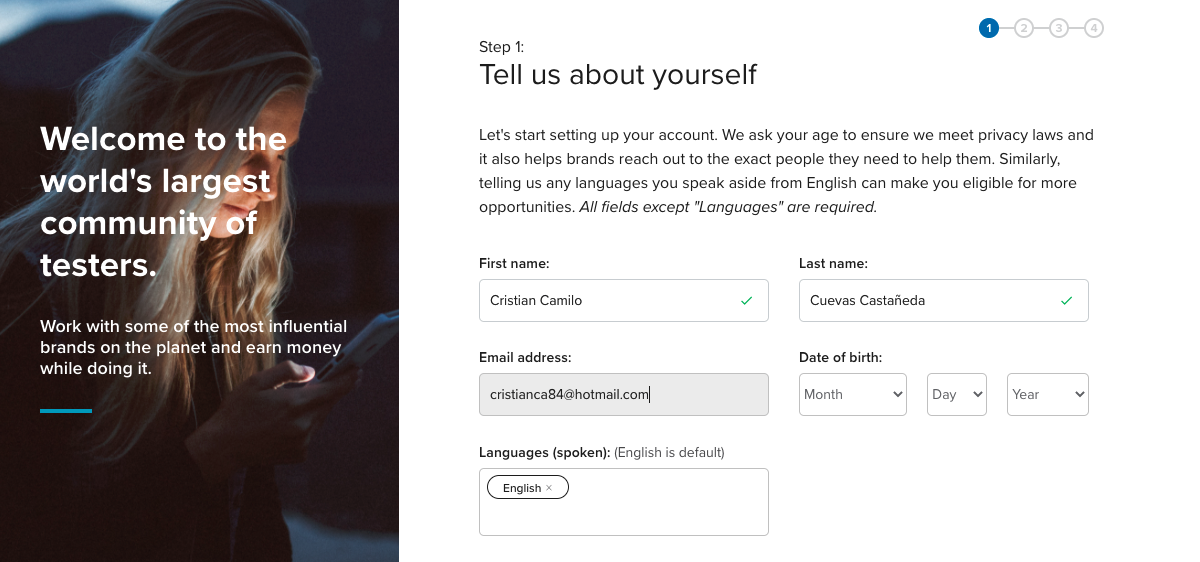 Welcome to the
world's largest
community of
testers.
Work with some of the most influential
brands on the planet and earn money
while doing it.
1 2 3 4
Step 1:
Tell us about yourself
Let's start setting up your account. We ask your age to ensure we meet privacy laws and
it also helps brands reach out to the exact people they need to help them. Similarly,
telling us any languages you speak aside from English can make you eligible for more
opportunities. All fields except "Languages" are required.
First name: Last name:
Cristian Camilo Cuevas Castañeda
Email address: Date of birth:
cristianca84@hotmail.com Month Day Year
Languages (spoken): (English is default)
English ×